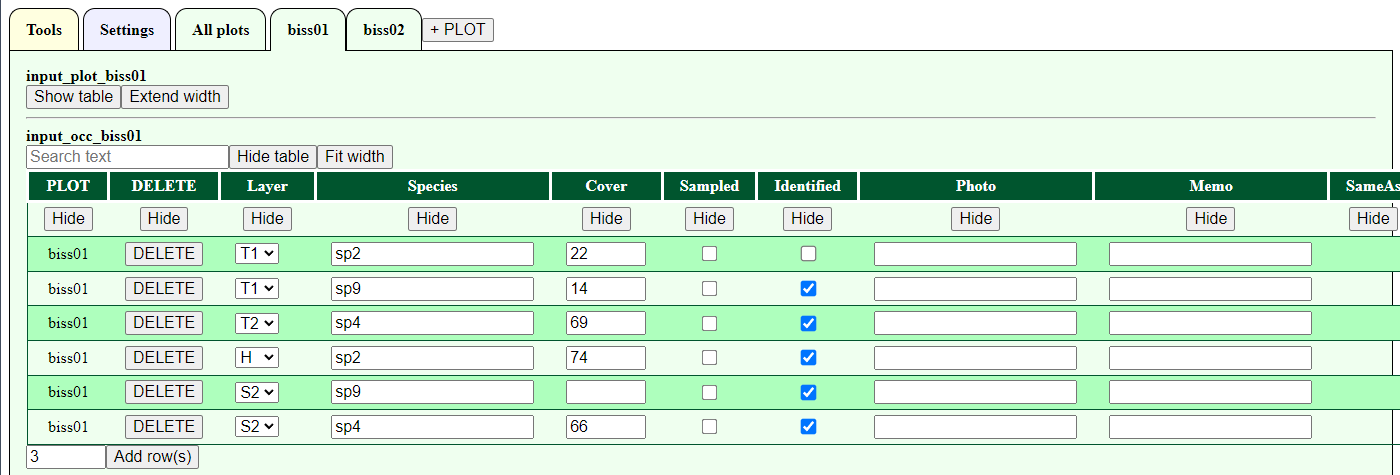 Tools Settings All plots biss01 biss02 + PLOT
input_plot_biss01
Show table Extend width
input_occ_biss01
Search text Hide table Fit width
PLOT DELETE Layer Species Cover Sampled Identified Photo Memo SameAs
Hide Hide Hide Hide Hide Hide Hide Hide Hide Hide
biss01 DELETE T1 sp2 22
biss01 DELETE T1 sp9 14
biss01 DELETE T2 sp4 69
biss01 DELETE H sp2 74
biss01 DELETE S2 sp9
biss01 DELETE S2 sp4 66
3 Add row(s)